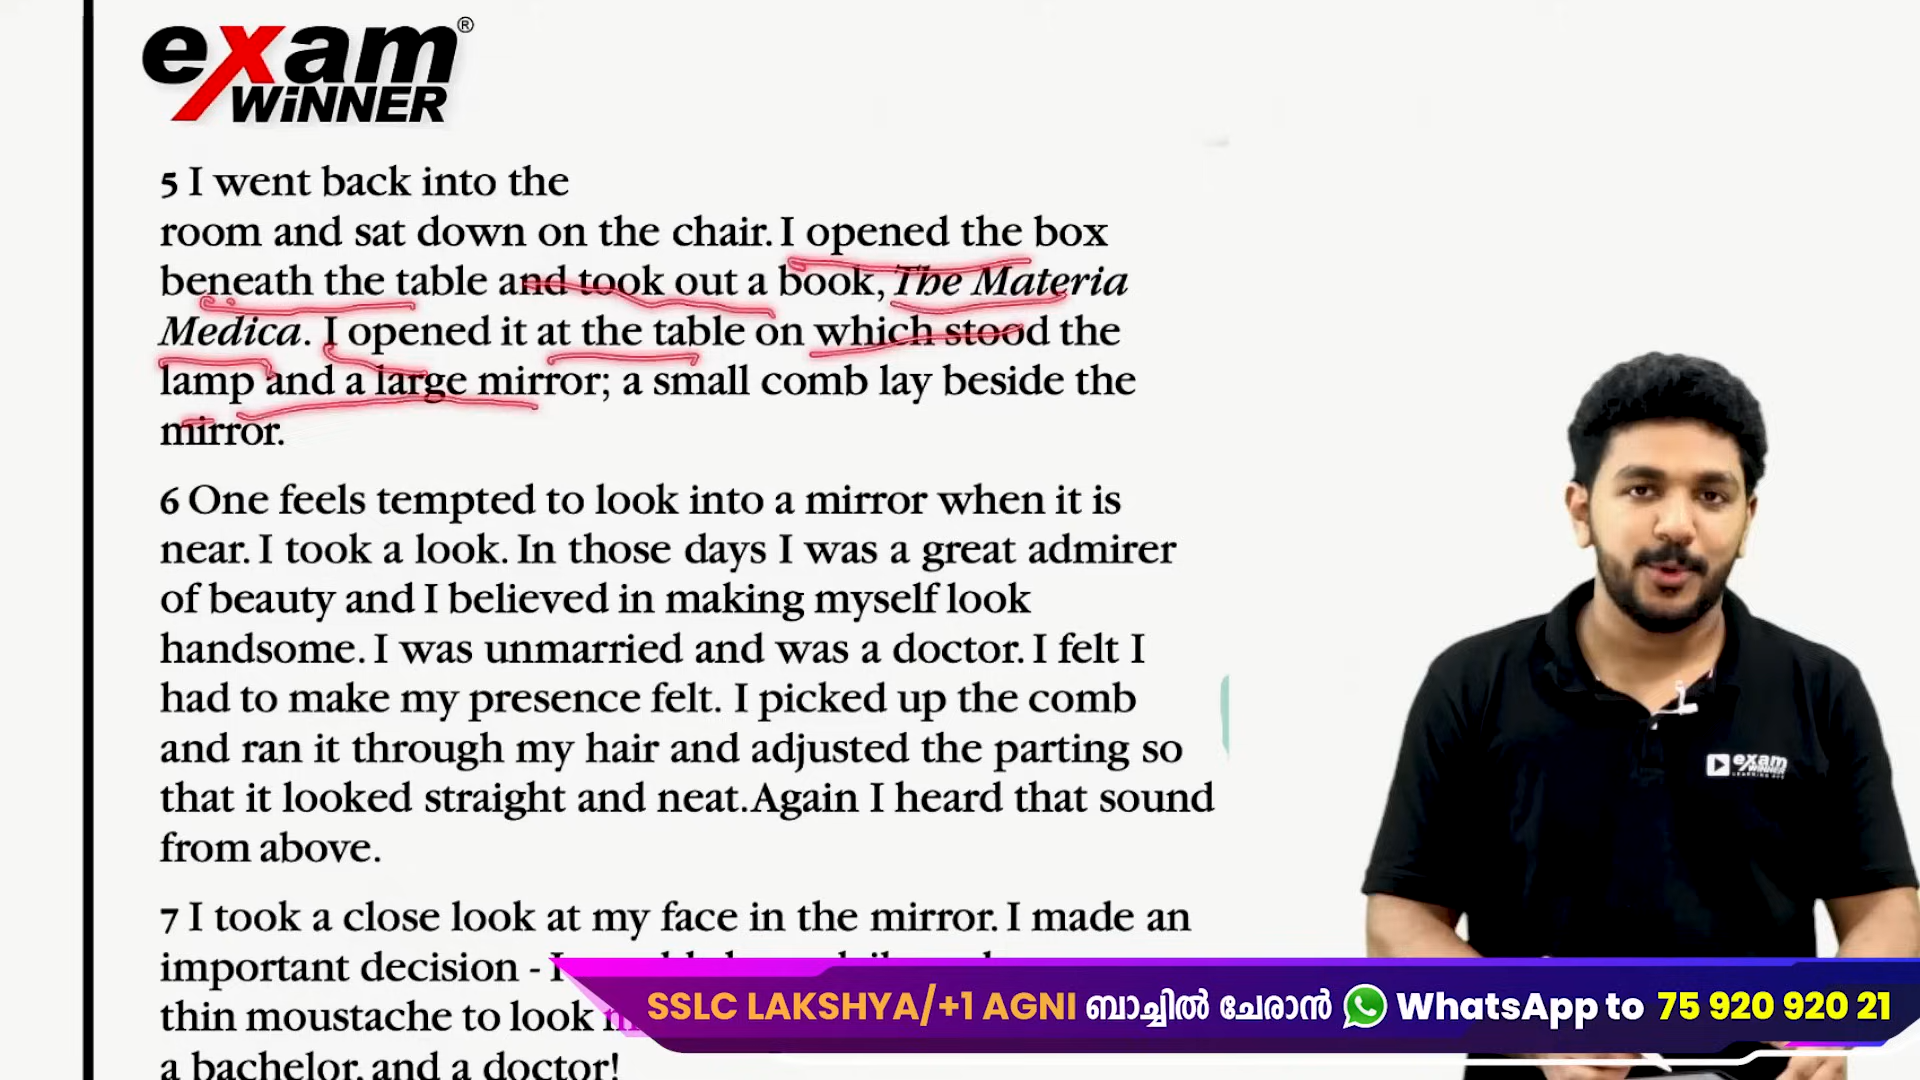 exam®
WiNNER
5 I went back into the
room and sat down on the chair. I opened the box
beneath the table and took out a book, The Materia
Medica. I opened it at the table on which stood the
lamp and a large mirror; a small comb lay beside the
mirror.
6 One feels tempted to look into a mirror when it is
near. I took a look. In those days I was a great admirer
of beauty and I believed in making myself look
handsome. I was unmarried and was a doctor. I felt I
had to make my presence felt. I picked up the comb
and ran it through my hair and adjusted the parting so
that it looked straight and neat.Again I heard that sound
from above.
exam
WINNER
7 I took a close look at my face in the mirror. I made an
important decision - I
thin moustache to look
a bachelor, and a doctor!
SSLC LAKSHYA/+1 AGNI ബാച്ചിൽ ചേരാൻ WhatsApp to 75 920 920 21